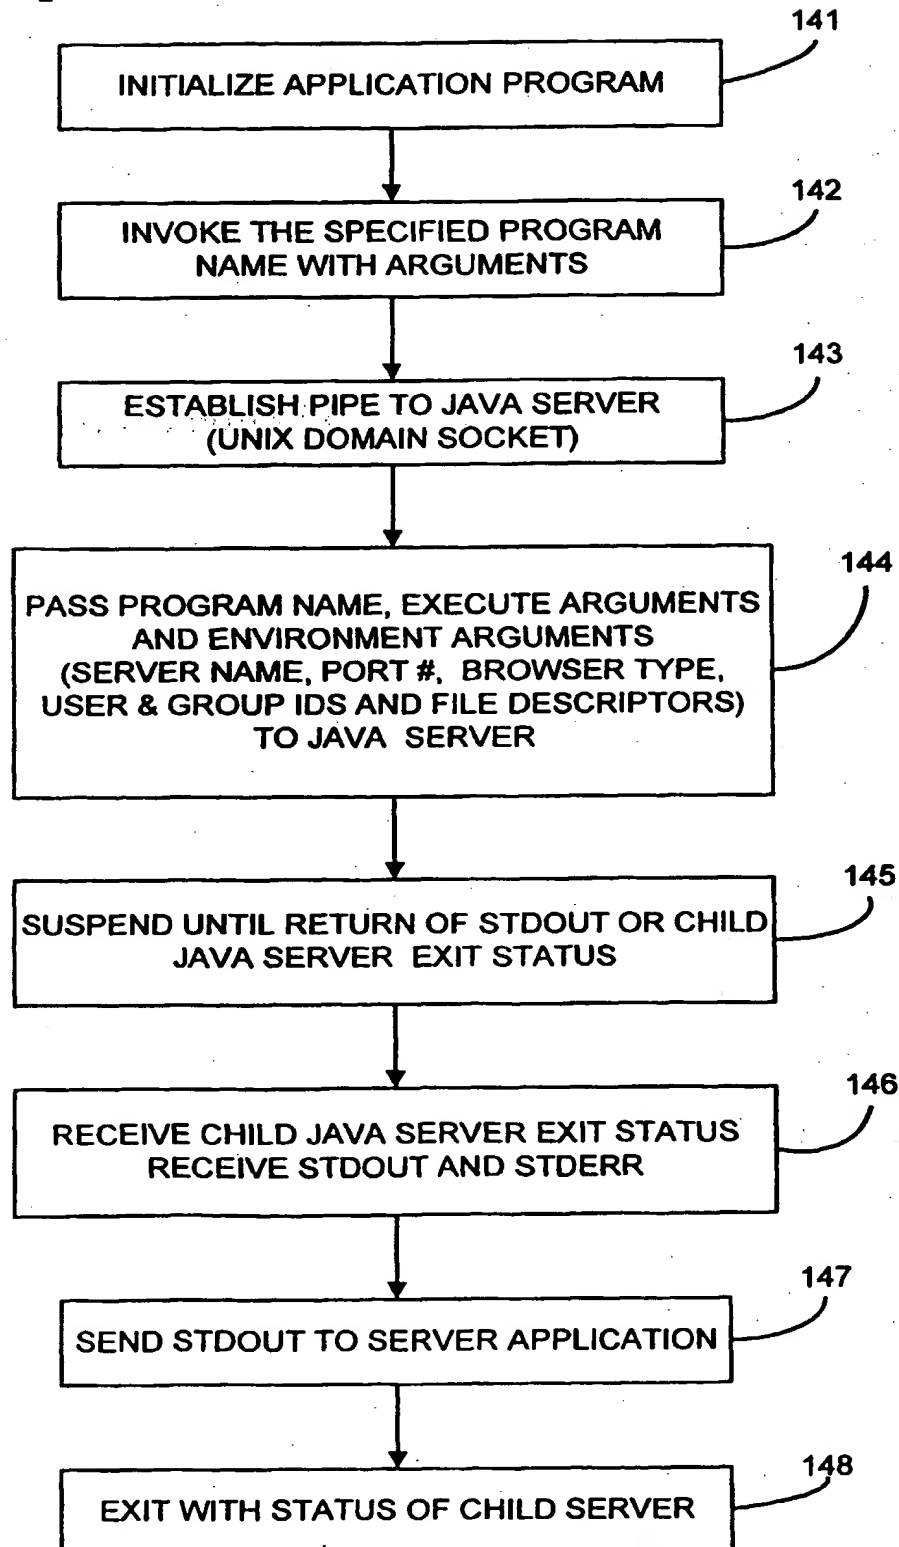 141
INITIALIZE APPLICATION PROGRAM
142
INVOKE THE SPECIFIED PROGRAM
NAME WITH ARGUMENTS
143
ESTABLISH PIPE TO JAVA SERVER
(UNIX DOMAIN SOCKET)
144
PASS PROGRAM NAME, EXECUTE ARGUMENTS
AND ENVIRONMENT ARGUMENTS
(SERVER NAME, PORT #, BROWSER TYPE,
USER & GROUP IDS AND FILE DESCRIPTORS)
TO JAVA SERVER
145
SUSPEND UNTIL RETURN OF STDOUT OR CHILD
JAVA SERVER EXIT STATUS
146
RECEIVE CHILD JAVA SERVER EXIT STATUS
RECEIVE STDOUT AND STDERR
147
SEND STDOUT TO SERVER APPLICATION
148
EXIT WITH STATUS OF CHILD SERVER